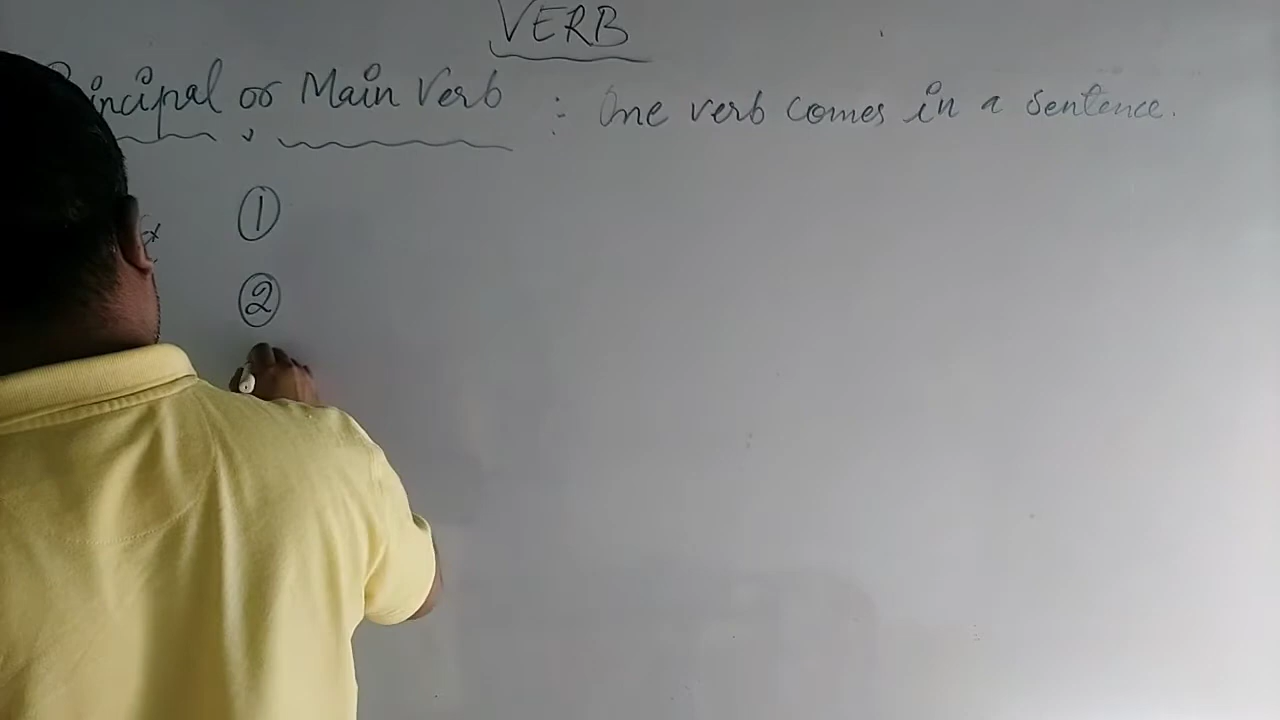 VERB
Principal or Main Verb : One verb comes in a sentence.
①
②